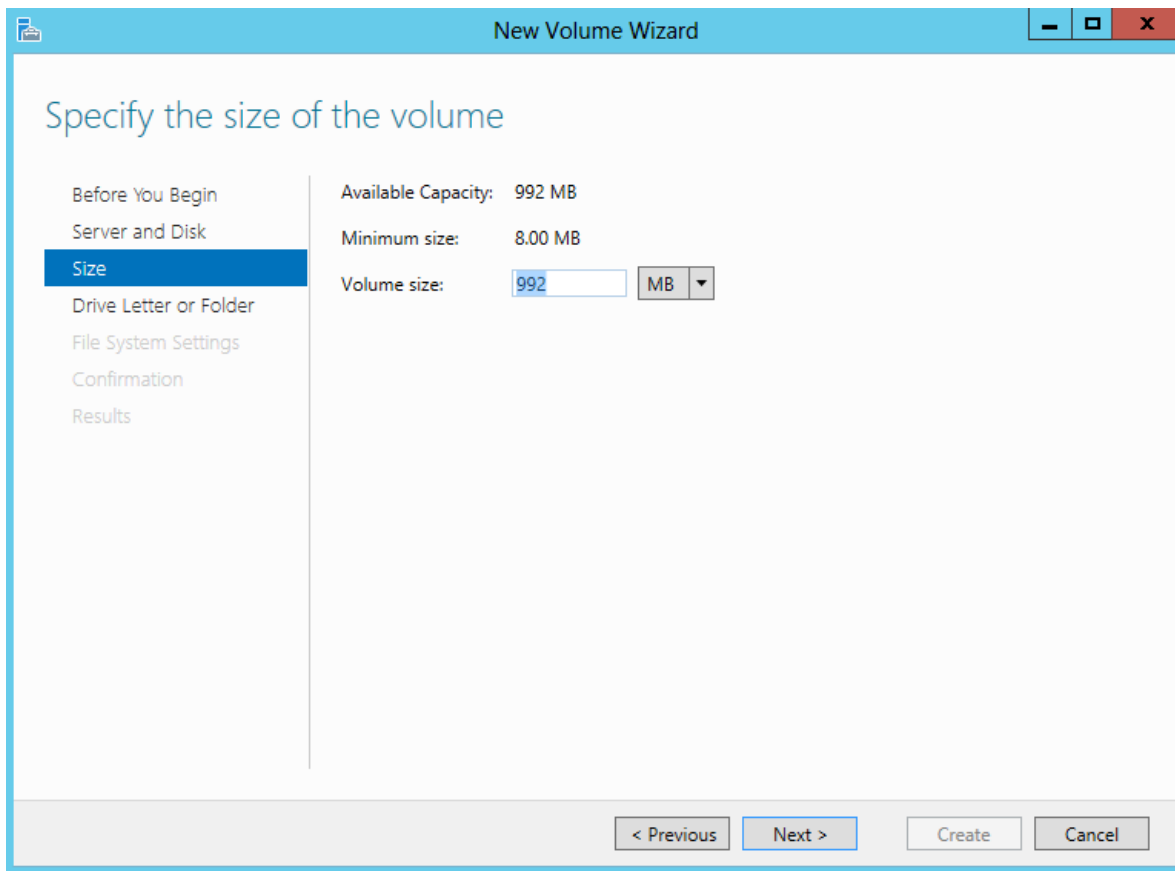 New Volume Wizard
Specify the size of the volume
Before You Begin
Server and Disk
Size
Drive Letter or Folder
File System Settings
Confirmation
Results
Available Capacity: 992 MB
Minimum size: 8.00 MB
Volume size: 992 MB
< Previous Next > Create Cancel